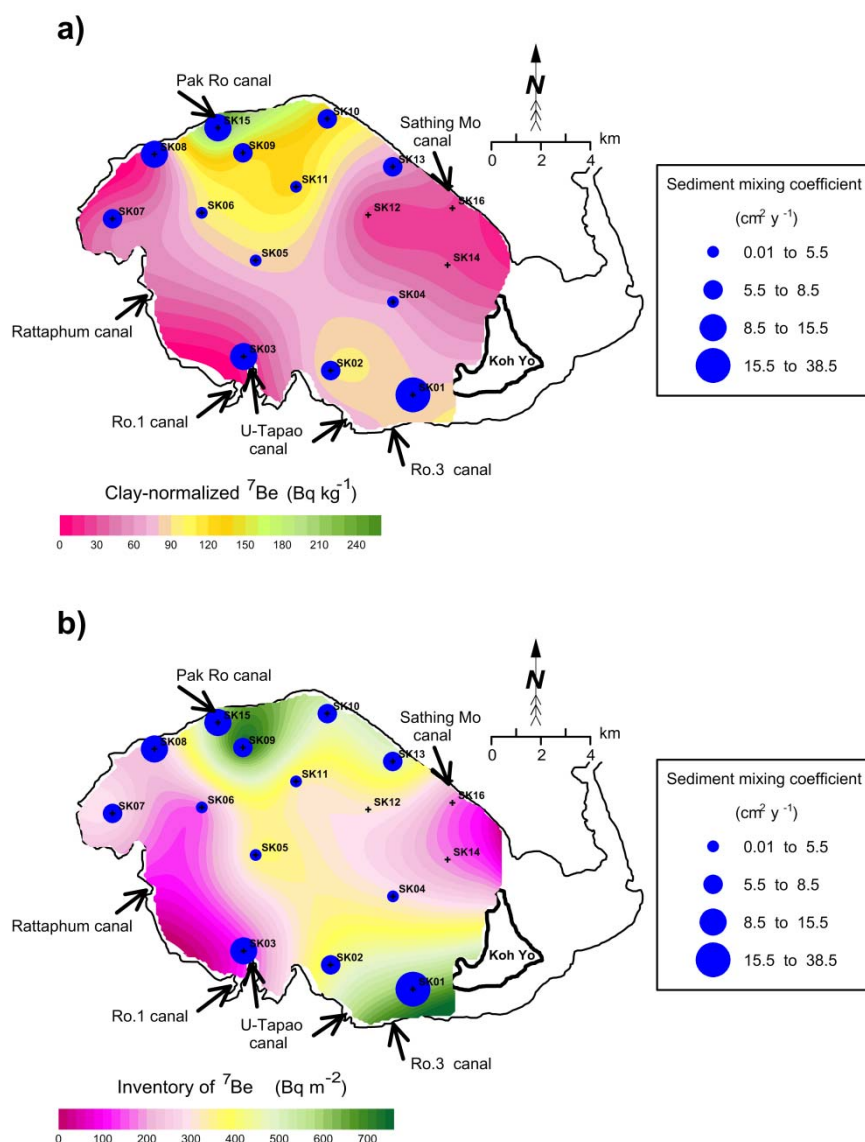 a)
Pak Ro canal
N
km
0 2 4
SK15
SK10
SK08
SK09
Sathing Mo
canal
SK13
SK11
SK07
SK06
SK12
SK16
SK05
SK14
SK04
Rattaphum canal
SK03
SK02
Koh Yo
SK01
Ro.1 canal
U-Tapao
canal
Ro.3 canal
Sediment mixing coefficient
(cm² y⁻¹)
0.01 to 5.5
5.5 to 8.5
8.5 to 15.5
15.5 to 38.5
Clay-normalized ⁷Be (Bq kg⁻¹)
0 30 60 90 120 150 180 210 240
b)
Pak Ro canal
N
km
0 2 4
SK15
SK10
SK08
SK09
Sathing Mo
canal
SK13
SK11
SK07
SK06
SK12
SK16
SK05
SK14
SK04
Rattaphum canal
SK03
SK02
Koh Yo
SK01
Ro.1 canal
U-Tapao
canal
Ro.3 canal
Sediment mixing coefficient
(cm² y⁻¹)
0.01 to 5.5
5.5 to 8.5
8.5 to 15.5
15.5 to 38.5
Inventory of ⁷Be (Bq m⁻²)
0 100 200 300 400 500 600 700